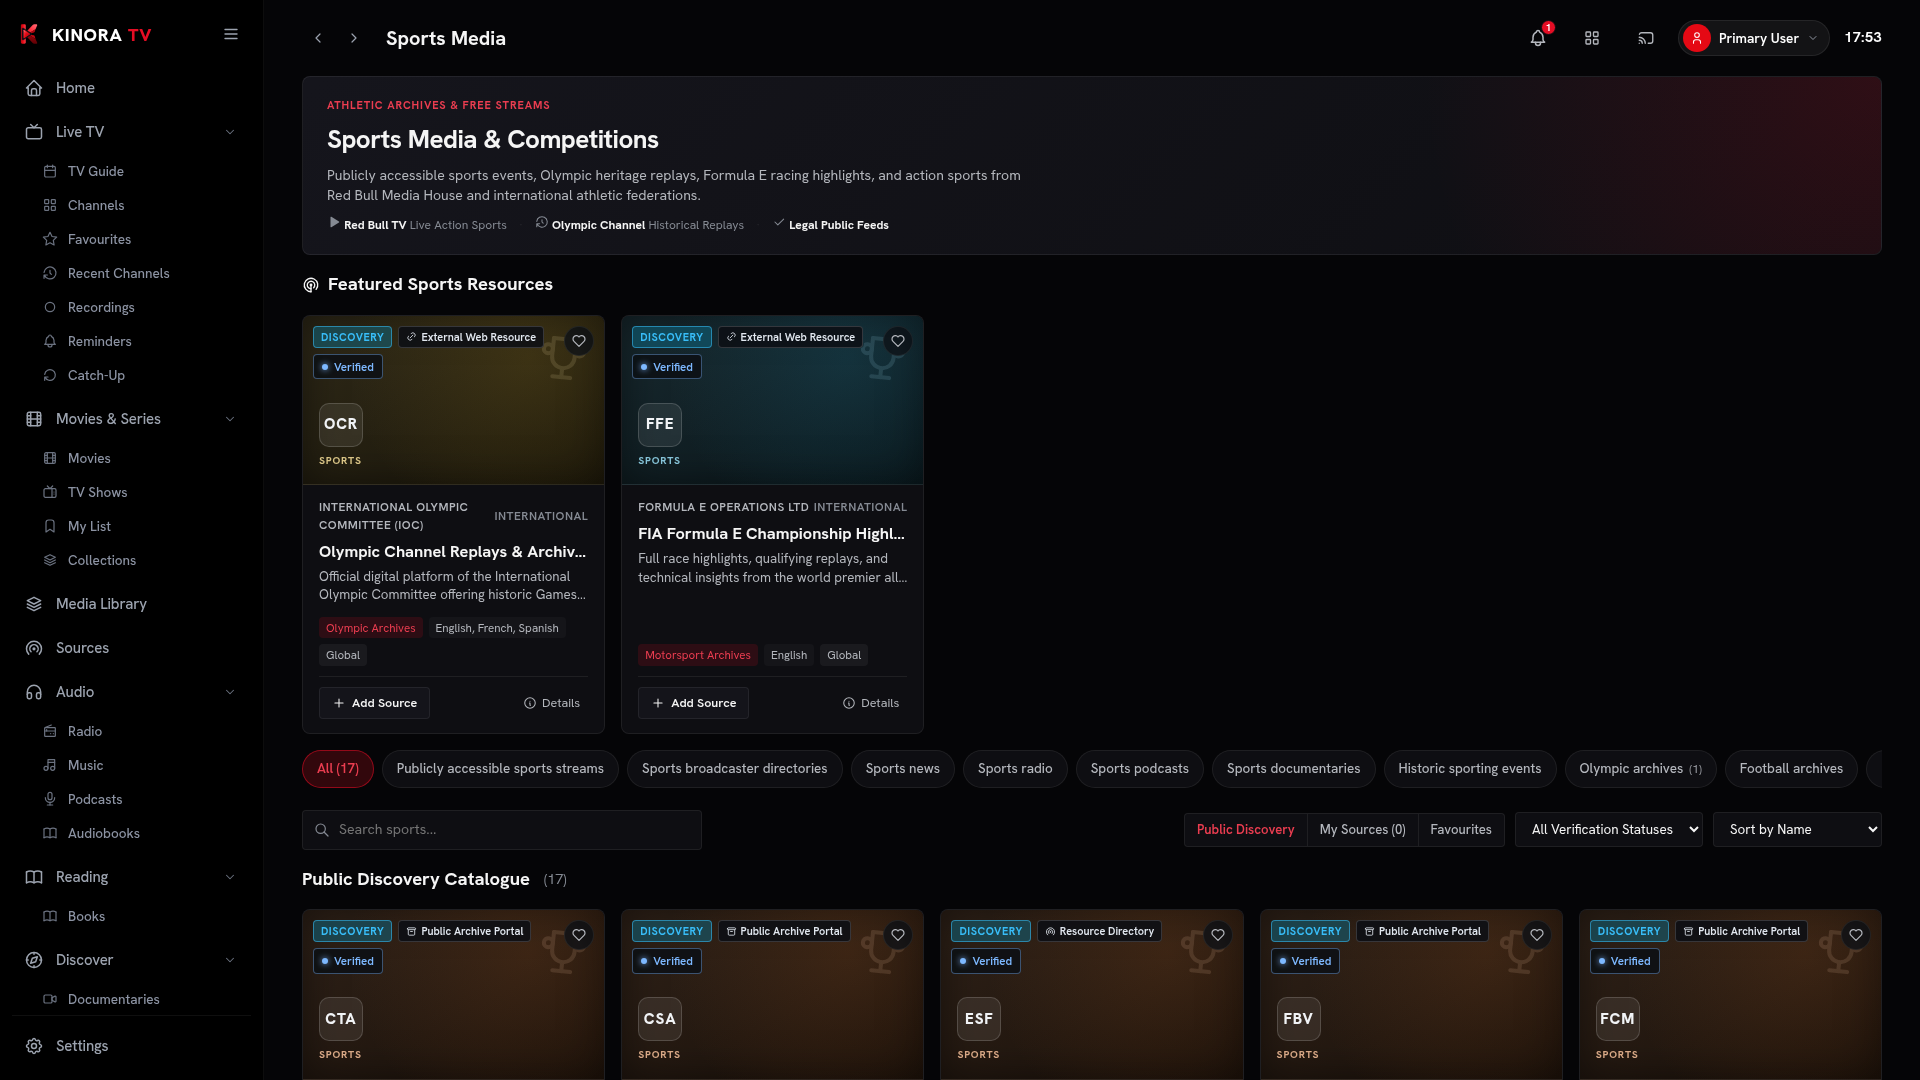 KINORA TV
Home
Live TV
TV Guide
Channels
Favourites
Recent Channels
Recordings
Reminders
Catch-Up
Movies & Series
Movies
TV Shows
My List
Collections
Media Library
Sources
Audio
Radio
Music
Podcasts
Audiobooks
Reading
Books
Discover
Documentaries
Settings
Sports Media
1
Primary User
17:53
ATHLETIC ARCHIVES & FREE STREAMS
Sports Media & Competitions
Publicly accessible sports events, Olympic heritage replays, Formula E racing highlights, and action sports from
Red Bull Media House and international athletic federations.
Red Bull TV Live Action Sports · Olympic Channel Historical Replays · Legal Public Feeds
Featured Sports Resources
DISCOVERY External Web Resource
Verified
OCR
SPORTS
INTERNATIONAL OLYMPIC
COMMITTEE (IOC)
INTERNATIONAL
Olympic Channel Replays & Archiv...
Official digital platform of the International
Olympic Committee offering historic Games...
Olympic Archives English, French, Spanish
Global
Add Source Details
DISCOVERY External Web Resource
Verified
FFE
SPORTS
FORMULA E OPERATIONS LTD INTERNATIONAL
FIA Formula E Championship Highl...
Full race highlights, qualifying replays, and
technical insights from the world premier all...
Motorsport Archives English Global
Add Source Details
All (17) Publicly accessible sports streams Sports broadcaster directories Sports news Sports radio Sports podcasts Sports documentaries Historic sporting events Olympic archives (1) Football archives
Search sports...
Public Discovery My Sources (0) Favourites All Verification Statuses Sort by Name
Public Discovery Catalogue (17)
DISCOVERY Public Archive Portal
Verified
CTA
SPORTS
DISCOVERY Public Archive Portal
Verified
CSA
SPORTS
DISCOVERY Resource Directory
Verified
ESF
SPORTS
DISCOVERY Public Archive Portal
Verified
FBV
SPORTS
DISCOVERY Public Archive Portal
Verified
FCM
SPORTS